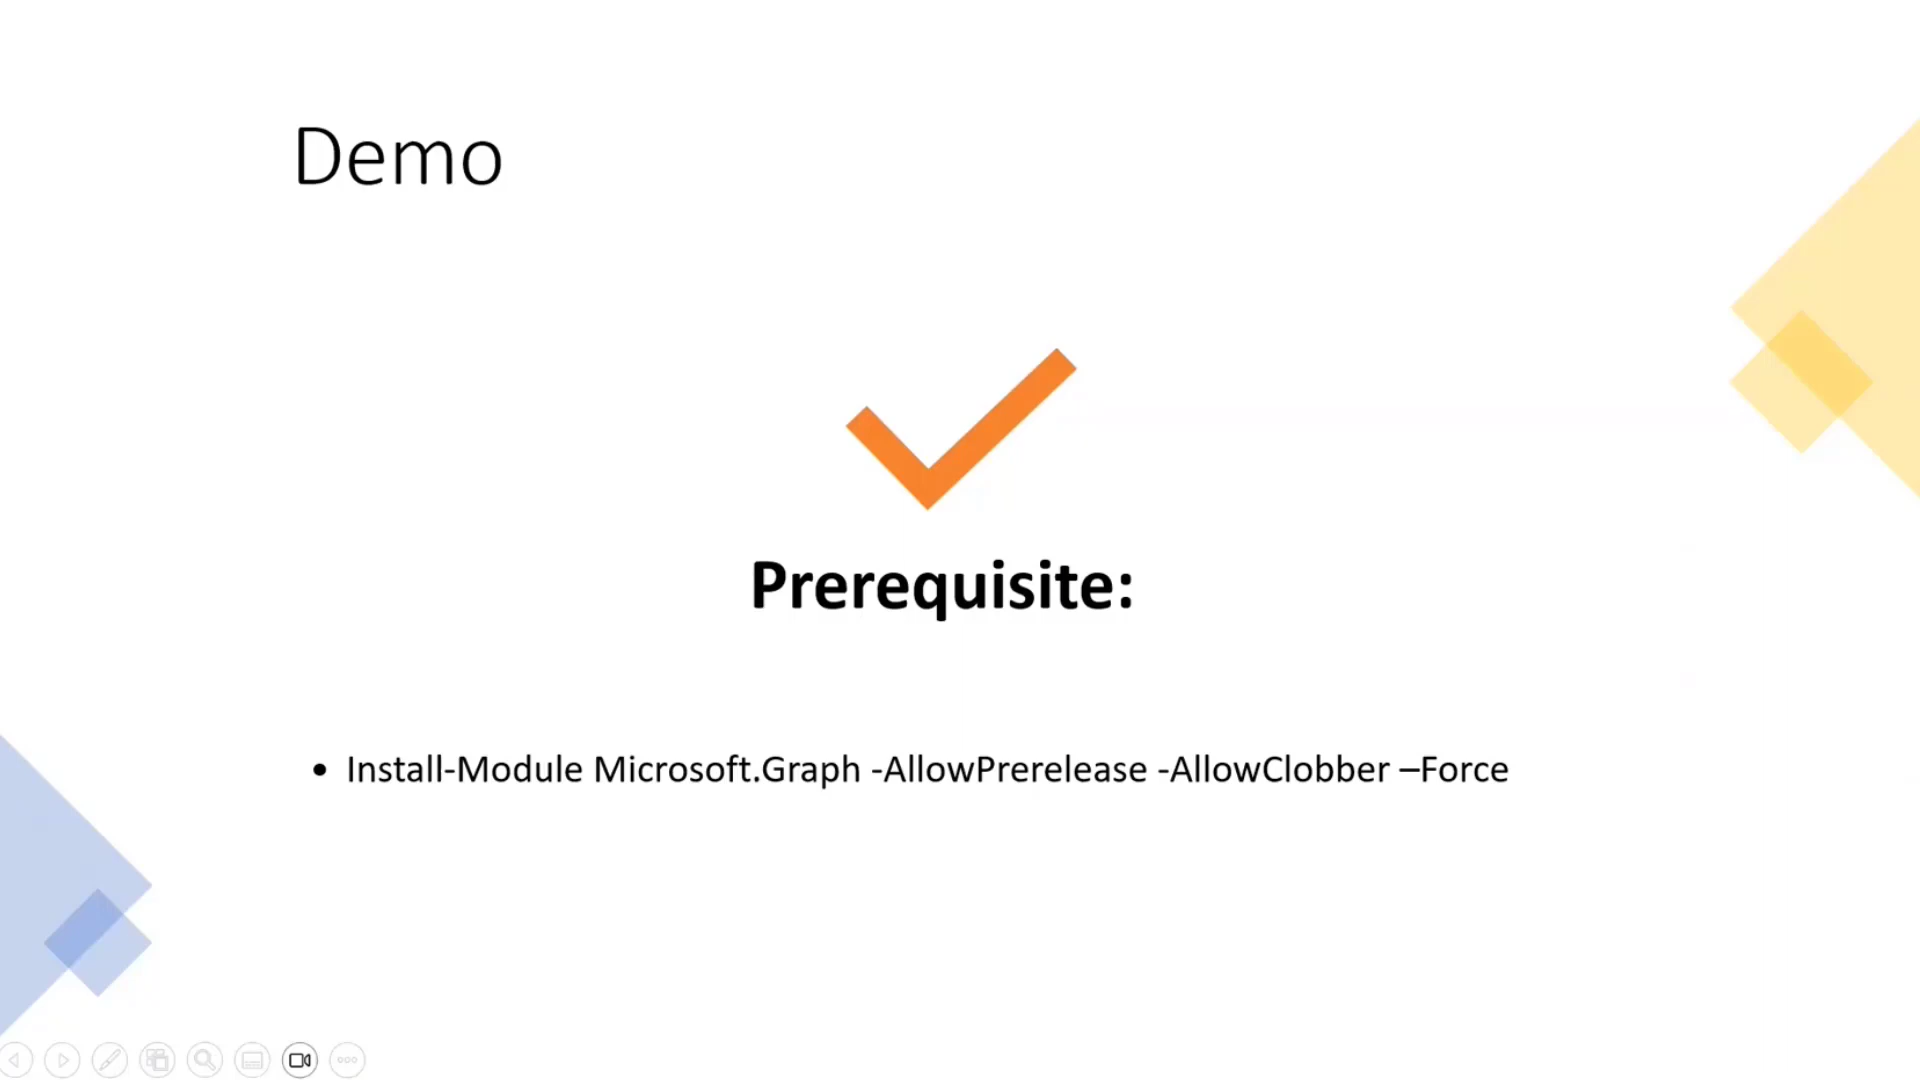 Demo
Prerequisite:
• Install-Module Microsoft.Graph -AllowPrerelease -AllowClobber –Force